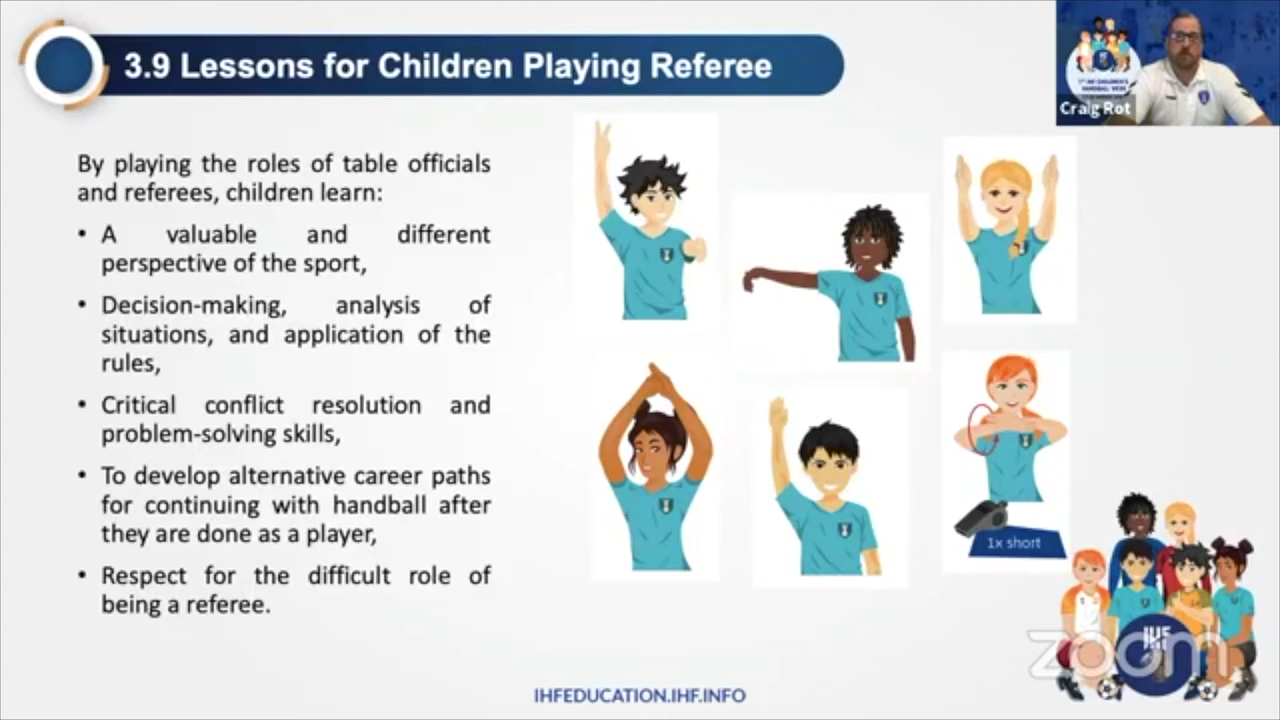 3.9 Lessons for Children Playing Referee
Craig Rot
By playing the roles of table officials
and referees, children learn:
• A valuable and different
perspective of the sport,
• Decision-making, analysis of
situations, and application of the
rules,
• Critical conflict resolution and
problem-solving skills,
• To develop alternative career paths
for continuing with handball after
they are done as a player,
• Respect for the difficult role of
being a referee.
1x short
IHF
zoom
IHFEDUCATION.IHF.INFO